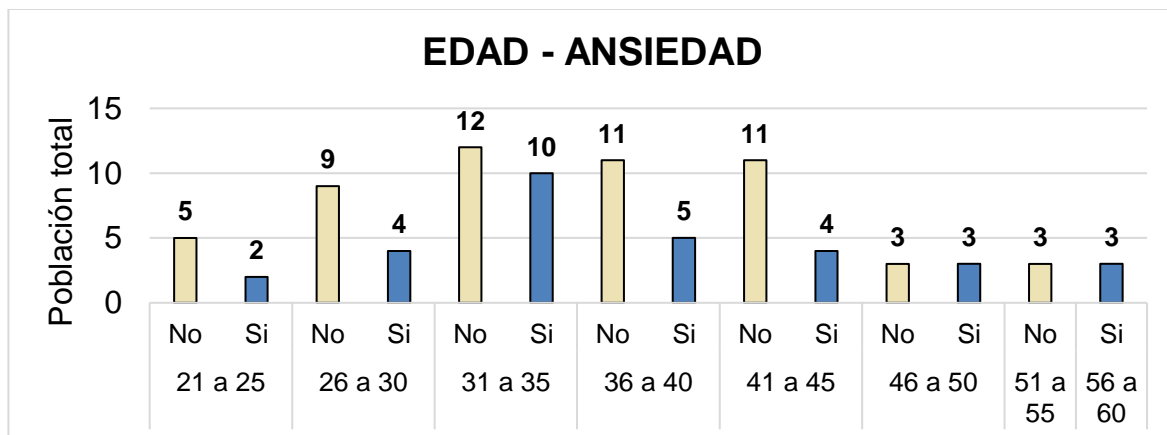 EDAD - ANSIEDAD
Población total
15
10
5
0
5 2 9 4 12 10 11 5 11 4 3 3 3 3
No Si No Si No Si No Si No Si No Si No Si
21 a 25 26 a 30 31 a 35 36 a 40 41 a 45 46 a 50 51 a 55 56 a 60